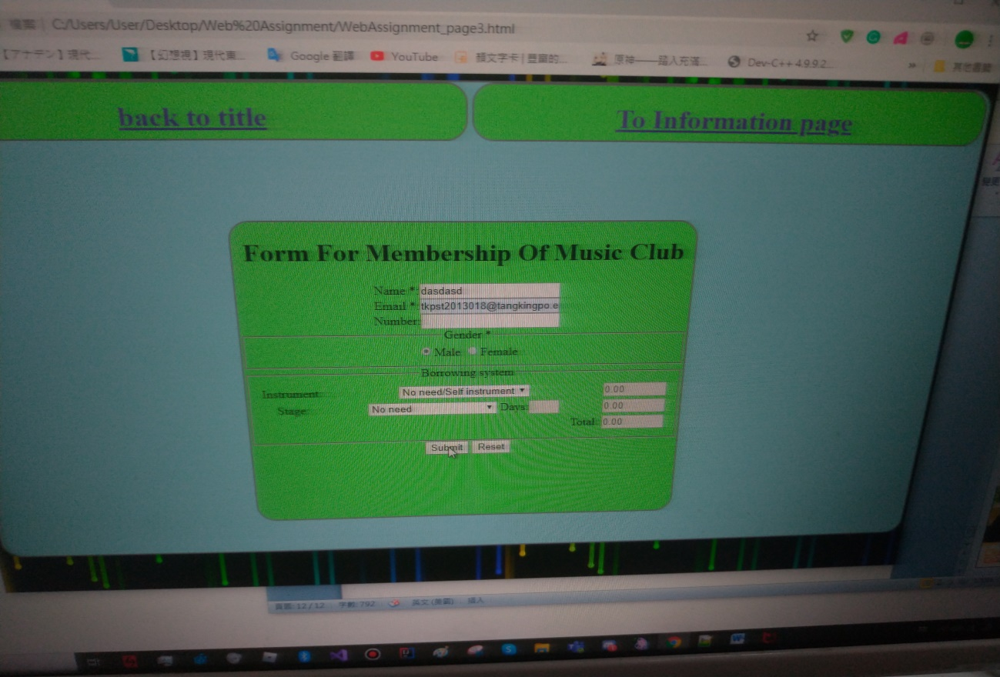 檔案 | C:/Users/User/Desktop/Web%20Assignment/WebAssignment_page3.html
【アナデン】現代... 【幻想視】現代東... Google 翻譯 YouTube 顏文字卡 | 豐富的... 原神——踏入充滿... Dev-C++ 4.9.9.2... » 其他書籤
back to title To Information page
Form For Membership Of Music Club
Name *: dasdasd
Email *: tkpst2013018@tangkingpo.e
Number:
Gender *
Male Female
Borrowing system
Instrument: No need/Self instrument 0.00
Stage: No need Days: 0.00
Total: 0.00
Submit Reset
頁面: 12 / 12 字數: 792 英文 (美國) 插入